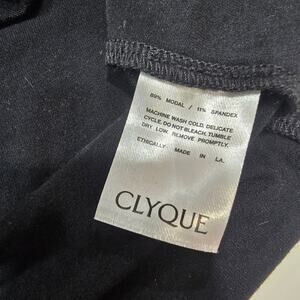 89% MODAL / 11% SPANDEX
MACHINE WASH COLD. DELICATE
CYCLE. DO NOT BLEACH. TUMBLE
DRY LOW. REMOVE PROMPTLY.
ETHICALLY MADE IN LA.
CLYQUE